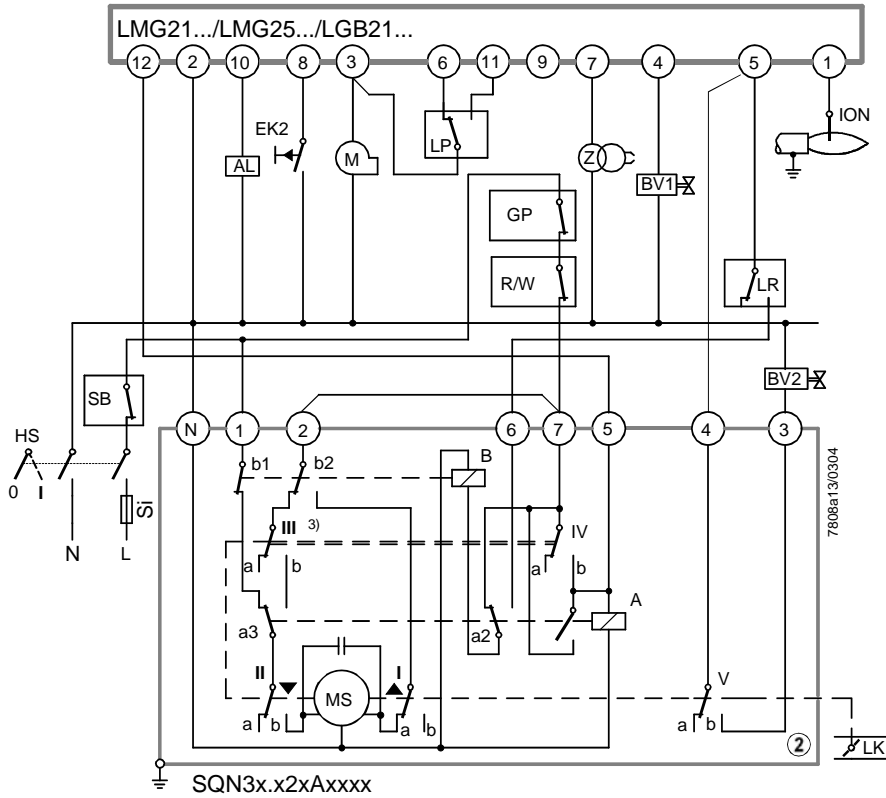 LMG21.../LMG25.../LGB21...
12 2 10 8 3 6 11 9 7 4 5 1
EK2
ION
AL
M
LP
Z
BV1
GP
R/W
LR
SB
BV2
HS
N 1 2 6 7 5 4 3
0 I
Si
N L
b1 b2 B
III 3) IV
a b a b
A
a3 a2
II I V
MS
a b a b a b
2
LK
7808a13/0304
SQN3x.x2xAxxxx